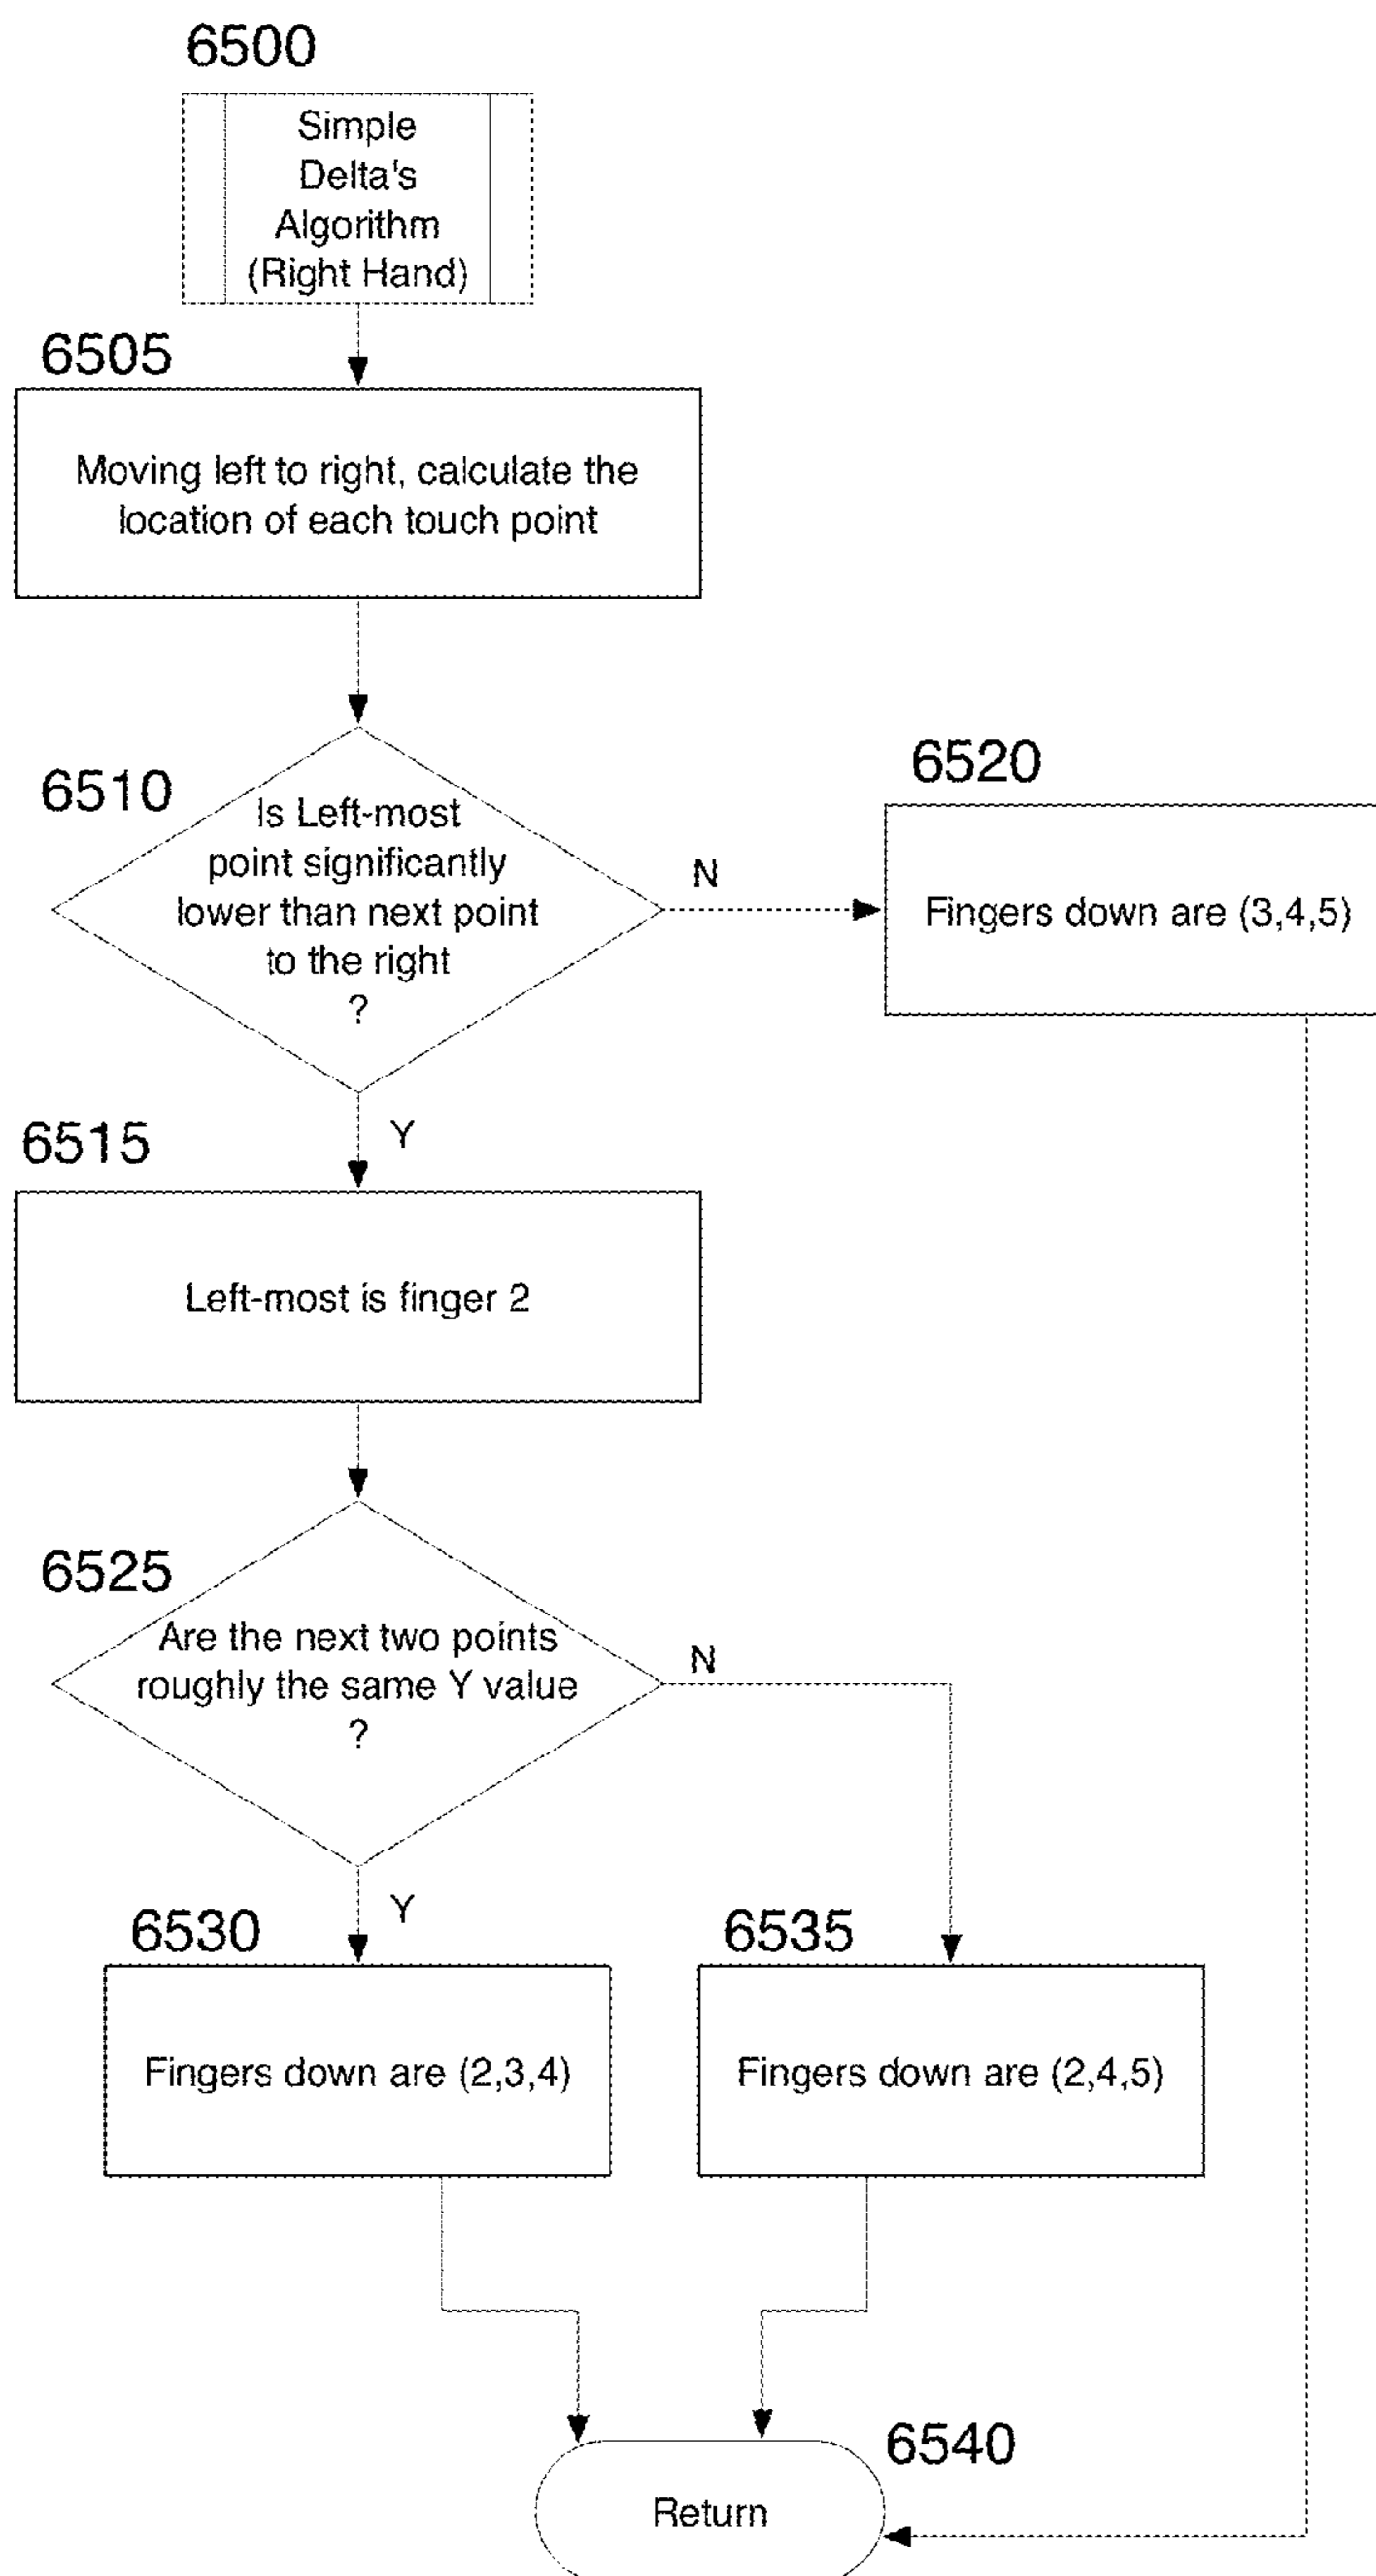 6500
Simple
Delta's
Algorithm
(Right Hand)
6505
Moving left to right, calculate the
location of each touch point
6510
Is Left-most
point significantly
lower than next point
to the right
?
N
6520
Fingers down are (3,4,5)
Y
6515
Left-most is finger 2
6525
Are the next two points
roughly the same Y value
?
N
Y
6530
Fingers down are (2,3,4)
6535
Fingers down are (2,4,5)
6540
Return